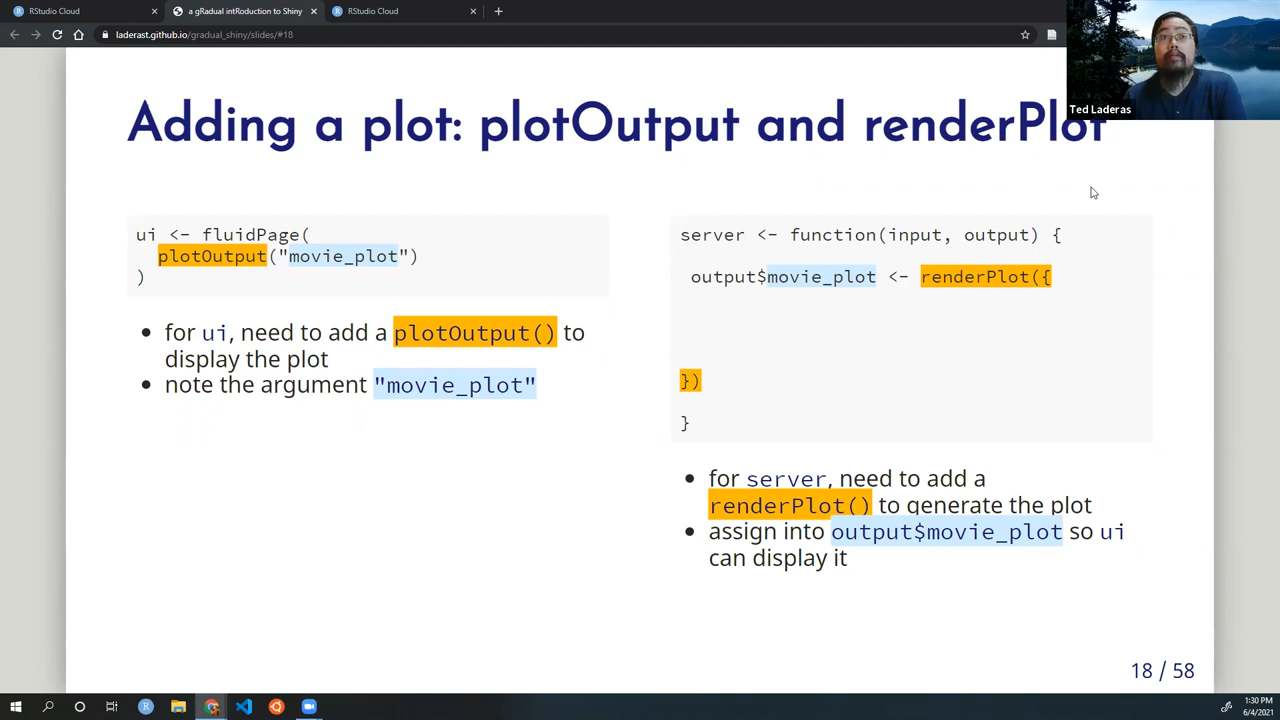 RStudio Cloud
a gRadual intRoduction to Shiny
RStudio Cloud
laderast.github.io/gradual_shiny/slides/#18
Ted Laderas
Adding a plot: plotOutput and renderPlot
ui <- fluidPage(
plotOutput("movie_plot")
)
for ui, need to add a plotOutput() to
display the plot
note the argument "movie_plot"
server <- function(input, output) {
output$movie_plot <- renderPlot({
})
}
for server, need to add a
renderPlot() to generate the plot
assign into output$movie_plot so ui
can display it
18 / 58
1:30 PM
6/4/2021